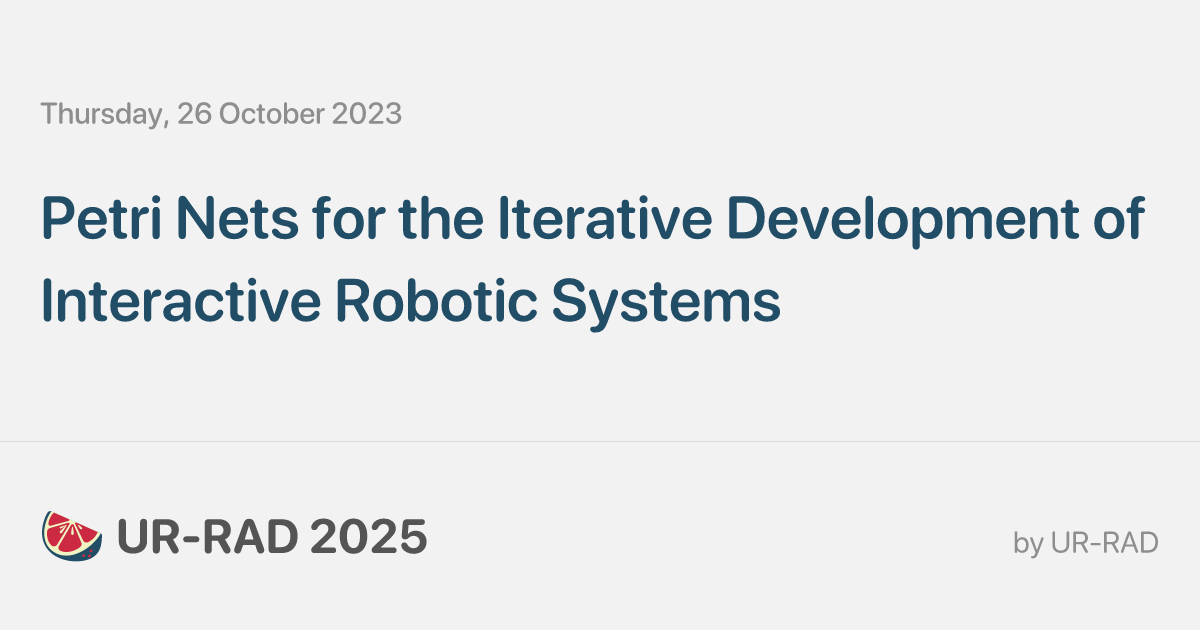 Thursday, 26 October 2023
Petri Nets for the Iterative Development of
Interactive Robotic Systems
UR-RAD 2025
by UR-RAD